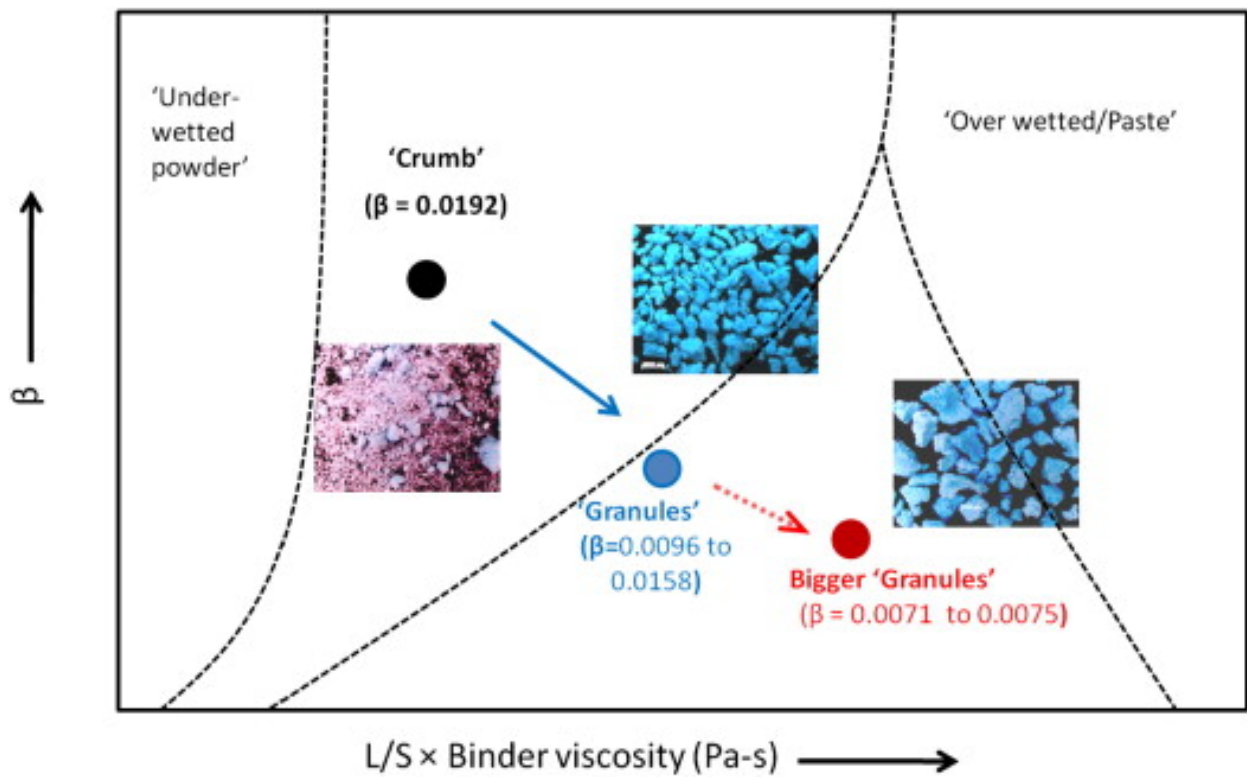 ‘Under-
wetted
powder’
‘Over wetted/Paste’
‘Crumb’
(β = 0.0192)
β
‘Granules’
(β=0.0096 to
0.0158)
Bigger ‘Granules’
(β = 0.0071 to 0.0075)
L/S × Binder viscosity (Pa-s)